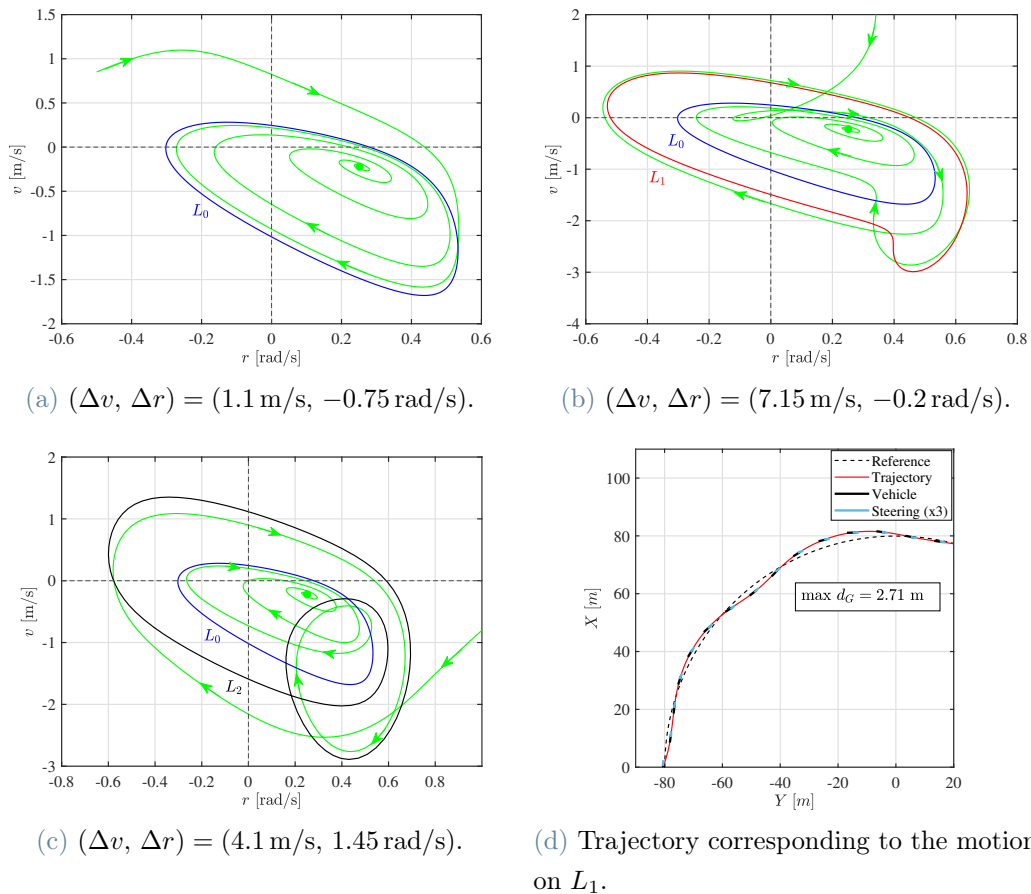 1.5
1
0.5
0
-0.5
-1
-1.5
-2
v [m/s]
L0
-0.6 -0.4 -0.2 0 0.2 0.4 0.6
r [rad/s]
(a) (Δv, Δr) = (1.1 m/s, −0.75 rad/s).
2
1
0
-1
-2
-3
-4
v [m/s]
L0
L1
-0.6 -0.4 -0.2 0 0.2 0.4 0.6 0.8
r [rad/s]
(b) (Δv, Δr) = (7.15 m/s, −0.2 rad/s).
2
1
0
-1
-2
-3
v [m/s]
L0
L2
-0.8 -0.6 -0.4 -0.2 0 0.2 0.4 0.6 0.8
r [rad/s]
(c) (Δv, Δr) = (4.1 m/s, 1.45 rad/s).
100
80
60
40
20
0
X [m]
Reference
Trajectory
Vehicle
Steering (x3)
max dG = 2.71 m
-80 -60 -40 -20 0 20
Y [m]
(d) Trajectory corresponding to the motion
on L1.